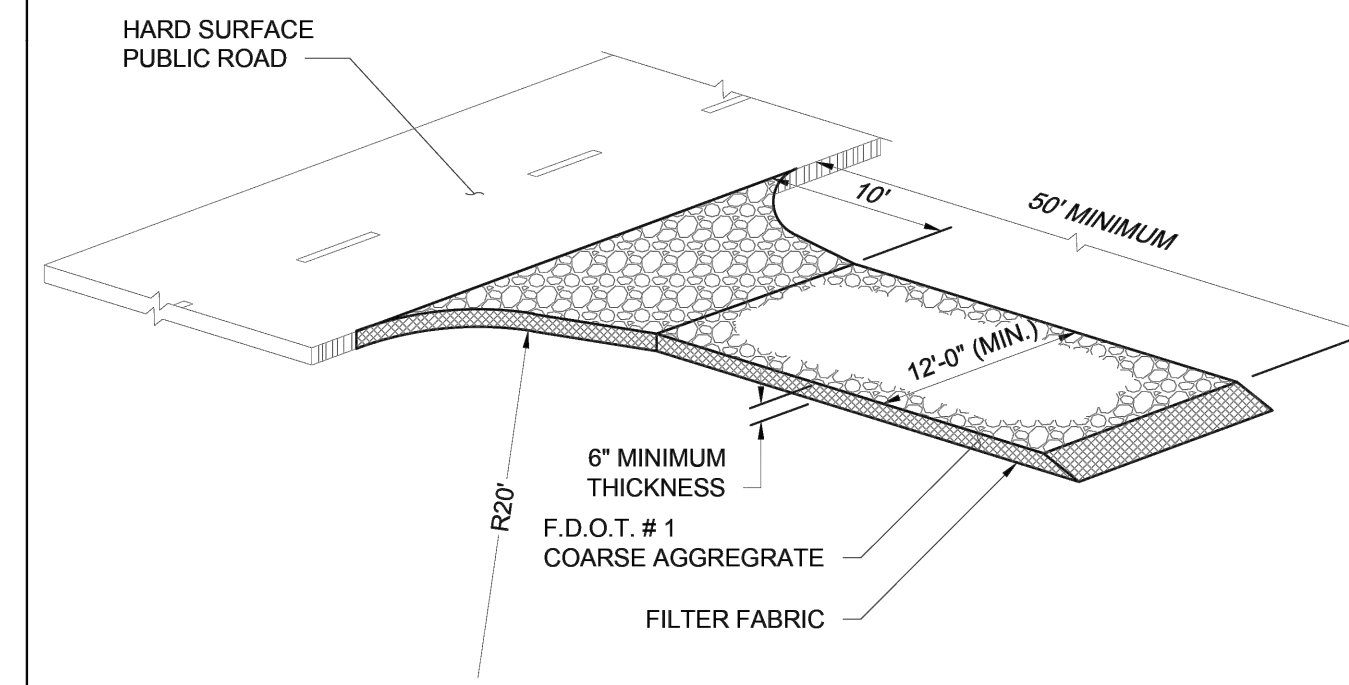 HARD SURFACE
PUBLIC ROAD
10'
50' MINIMUM
12'-0" (MIN.)
6" MINIMUM
THICKNESS
R20'
F.D.O.T. # 1
COARSE AGGREGRATE
FILTER FABRIC